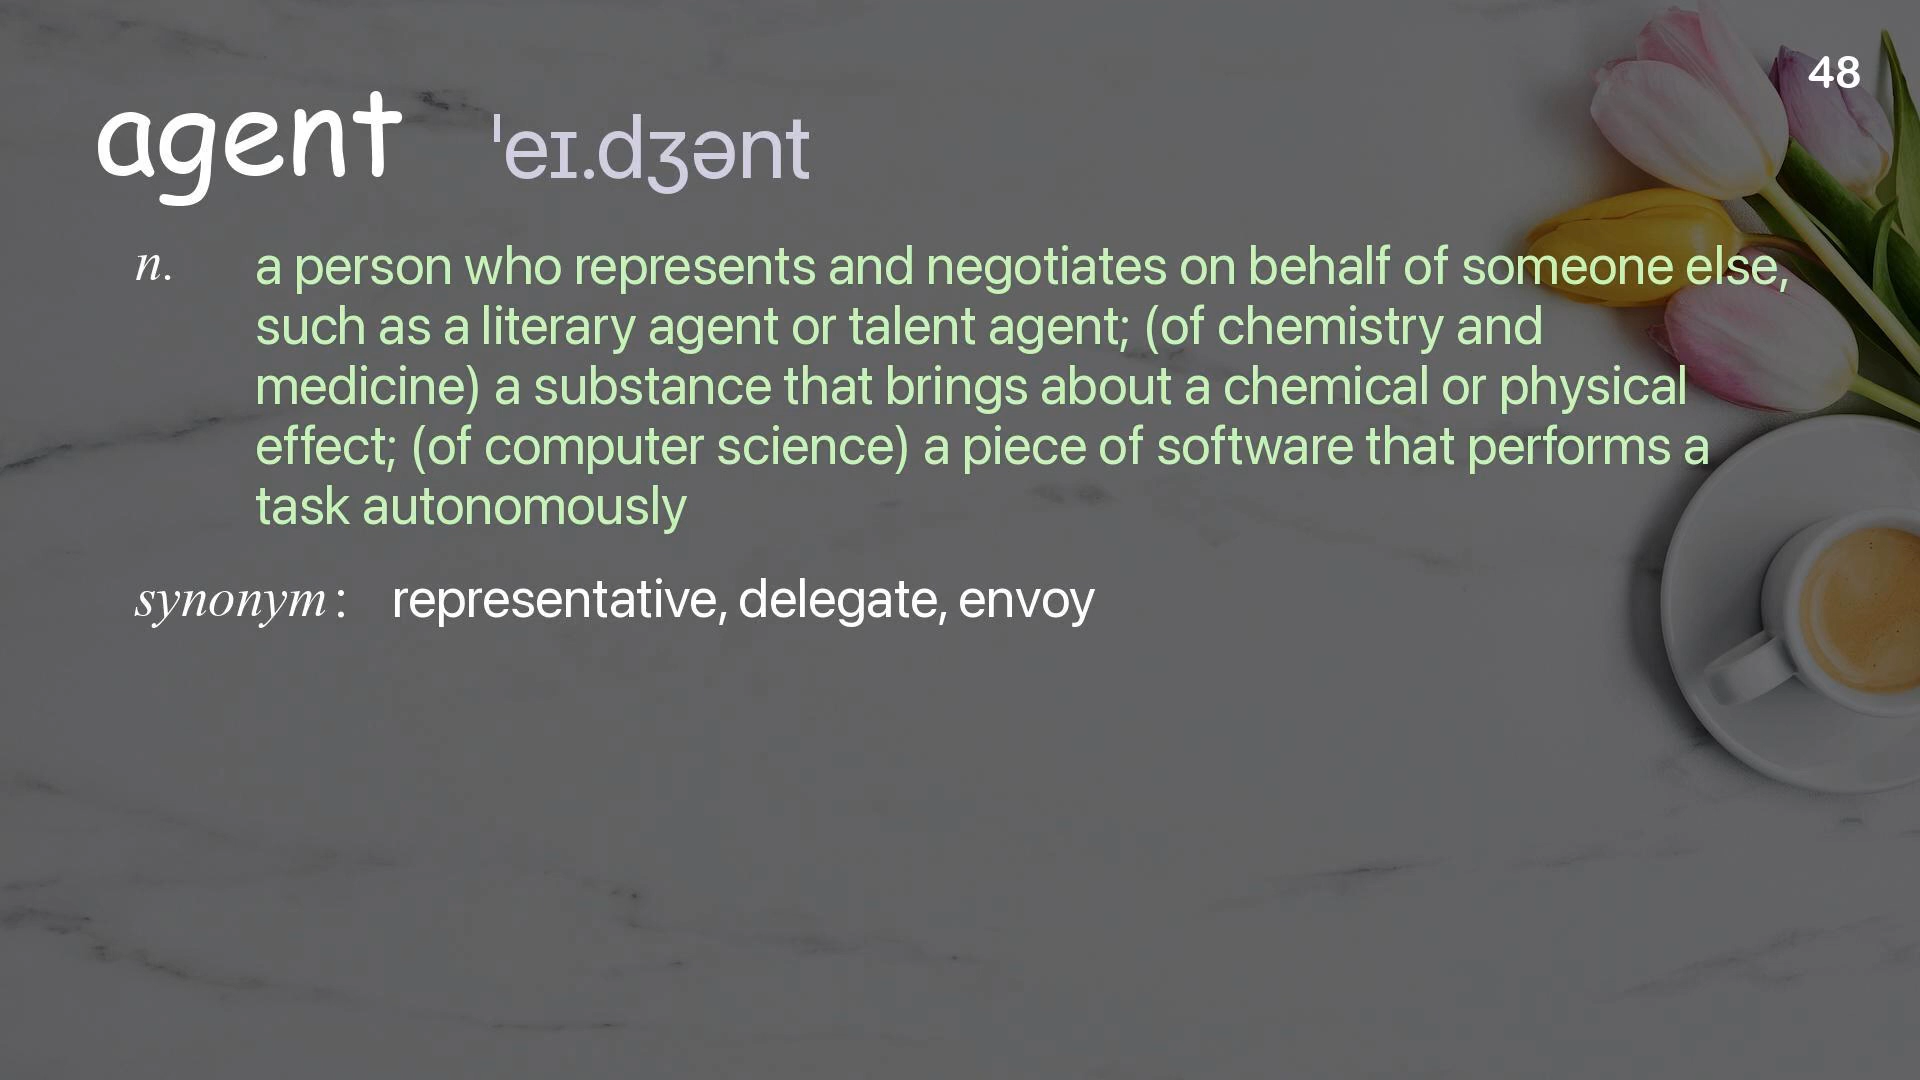 48
agent ˈeɪ.dʒənt
n. a person who represents and negotiates on behalf of someone else,
such as a literary agent or talent agent; (of chemistry and
medicine) a substance that brings about a chemical or physical
effect; (of computer science) a piece of software that performs a
task autonomously
synonym: representative, delegate, envoy